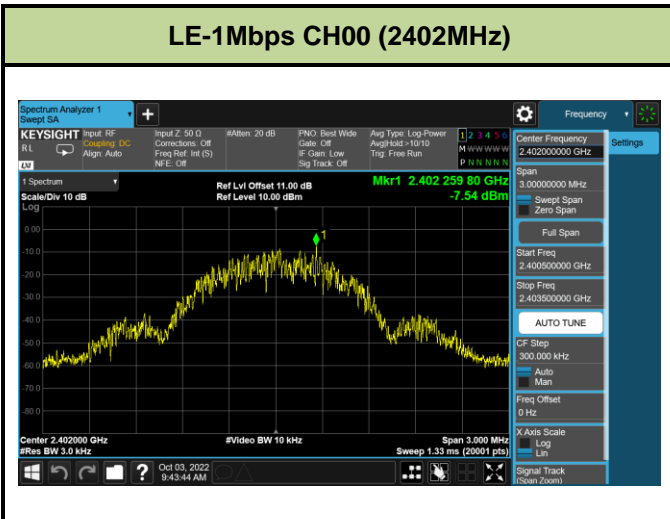 LE-1Mbps CH00 (2402MHz)
Spectrum Analyzer 1
Swept SA
+
Frequency
KEYSIGHT
RL
Input: RF
Coupling: DC
Align: Auto
Input Z: 50 Ω
Corrections: Off
Freq Ref: Int (S)
NFE: Off
#Atten: 20 dB
PNO: Best Wide
Gate: Off
IF Gain: Low
Sig Track: Off
Avg Type: Log-Power
Avg|Hold:>10/10
Trig: Free Run
1 2 3 4 5 6
M W W W W W
P N N N N N
1 Spectrum
Scale/Div 10 dB
Log
Ref Lvl Offset 11.00 dB
Ref Level 10.00 dBm
Mkr1 2.402 259 80 GHz
-7.54 dBm
1
0.00
-10.0
-20.0
-30.0
-40.0
-50.0
-60.0
-70.0
-80.0
Center 2.402000 GHz
#Res BW 3.0 kHz
#Video BW 10 kHz
Span 3.000 MHz
Sweep 1.33 ms (20001 pts)
Center Frequency
2.402000000 GHz
Settings
Span
3.00000000 MHz
Swept Span
Zero Span
Full Span
Start Freq
2.400500000 GHz
Stop Freq
2.403500000 GHz
AUTO TUNE
CF Step
300.000 kHz
Auto
Man
Freq Offset
0 Hz
X Axis Scale
Log
Lin
Signal Track
(Span Zoom)
?
Oct 03, 2022
9:43:44 AM